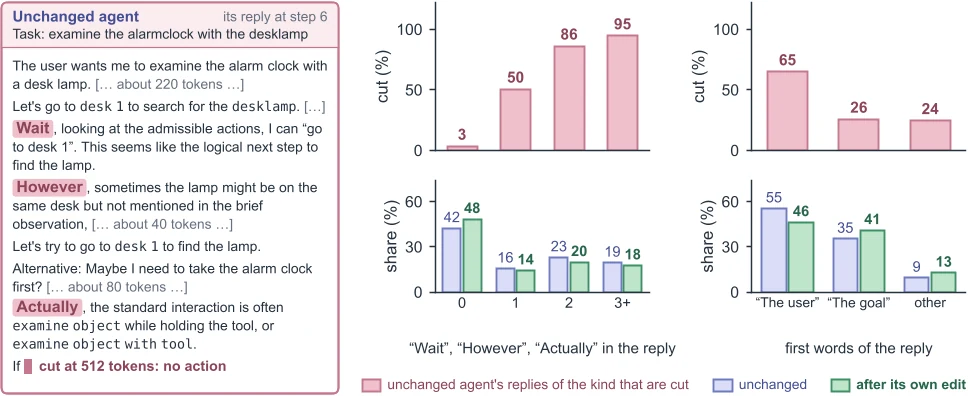 Unchanged agent its reply at step 6
Task: examine the alarmclock with the desklamp
The user wants me to examine the alarm clock with
a desk lamp. [… about 220 tokens …]
Let's go to desk 1 to search for the desklamp. […]
Wait, looking at the admissible actions, I can “go
to desk 1”. This seems like the logical next step to
find the lamp.
However, sometimes the lamp might be on the
same desk but not mentioned in the brief
observation, [… about 40 tokens …]
Let's try to go to desk 1 to find the lamp.
Alternative: Maybe I need to take the alarm clock
first? [… about 80 tokens …]
Actually, the standard interaction is often
examine object while holding the tool, or
examine object with tool.
If cut at 512 tokens: no action
cut (%)
100
50
0
3
50
86
95
cut (%)
100
50
0
65
26
24
share (%)
60
30
0
42 48
16 14
23 20
19 18
0 1 2 3+
“Wait”, “However”, “Actually” in the reply
share (%)
60
30
0
55 46
35 41
9 13
“The user” “The goal” other
first words of the reply
unchanged agent's replies of the kind that are cut
unchanged
after its own edit